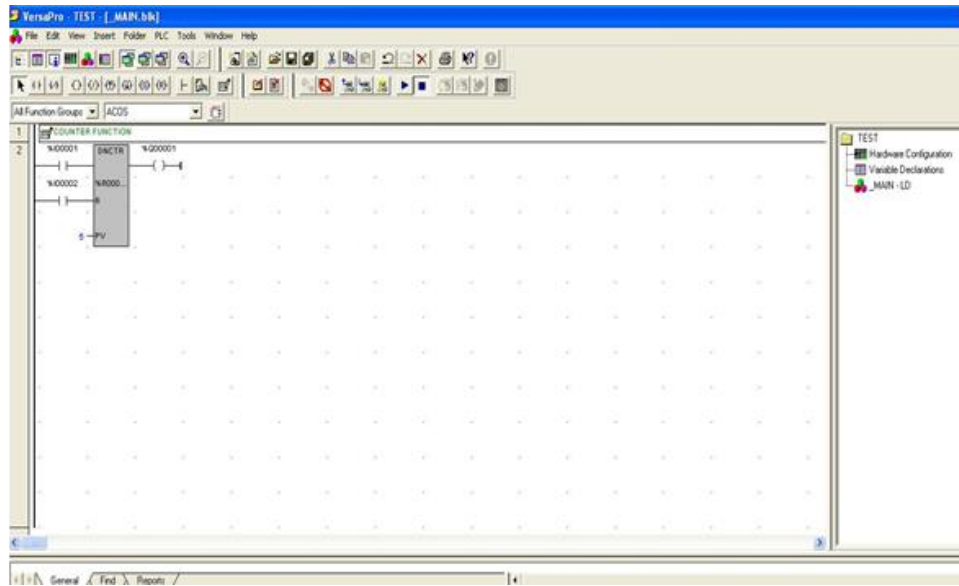 VersaPro - TEST - [_MAIN.blk]
File Edit View Insert Folder PLC Tools Window Help
All Function Groups ACOS
1 COUNTER FUNCTION
2 %I00001 DNCTR %Q00001
%I00002 %R000...
R
5 PV
TEST
Hardware Configuration
Variable Declarations
_MAIN - LD
General Find Reports